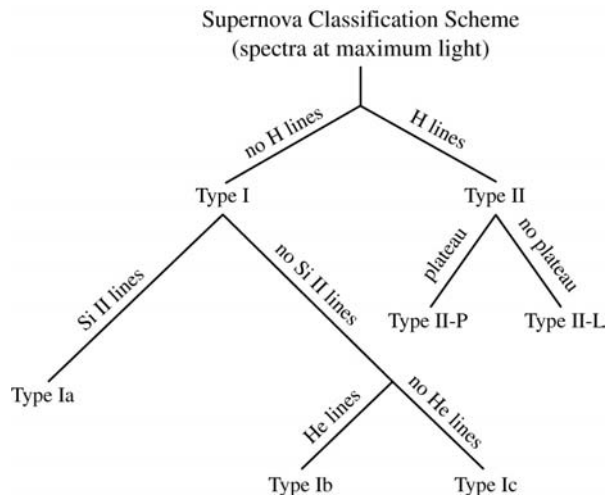 Supernova Classification Scheme
(spectra at maximum light)
no H lines
H lines
Type I
Type II
Si II lines
no Si II lines
plateau
no plateau
Type II-P
Type II-L
Type Ia
He lines
no He lines
Type Ib
Type Ic